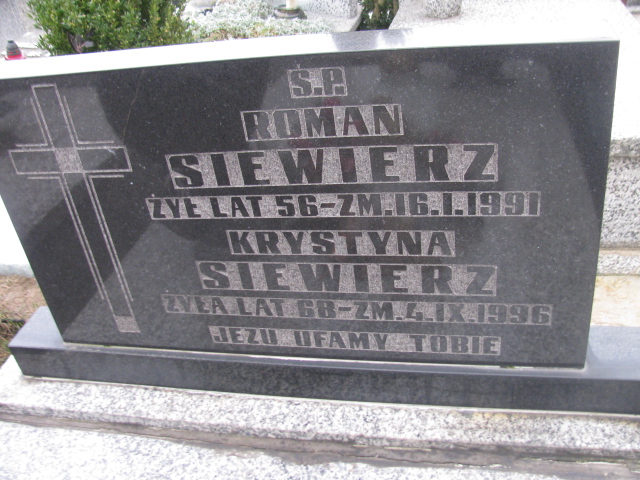 Ś.P.
ROMAN
SIEWIERZ
ŻYŁ LAT 56-ZM.16.I.1991
KRYSTYNA
SIEWIERZ
ŻYŁA LAT 68-ZM.4.IX.1996
JEZU UFAMY TOBIE